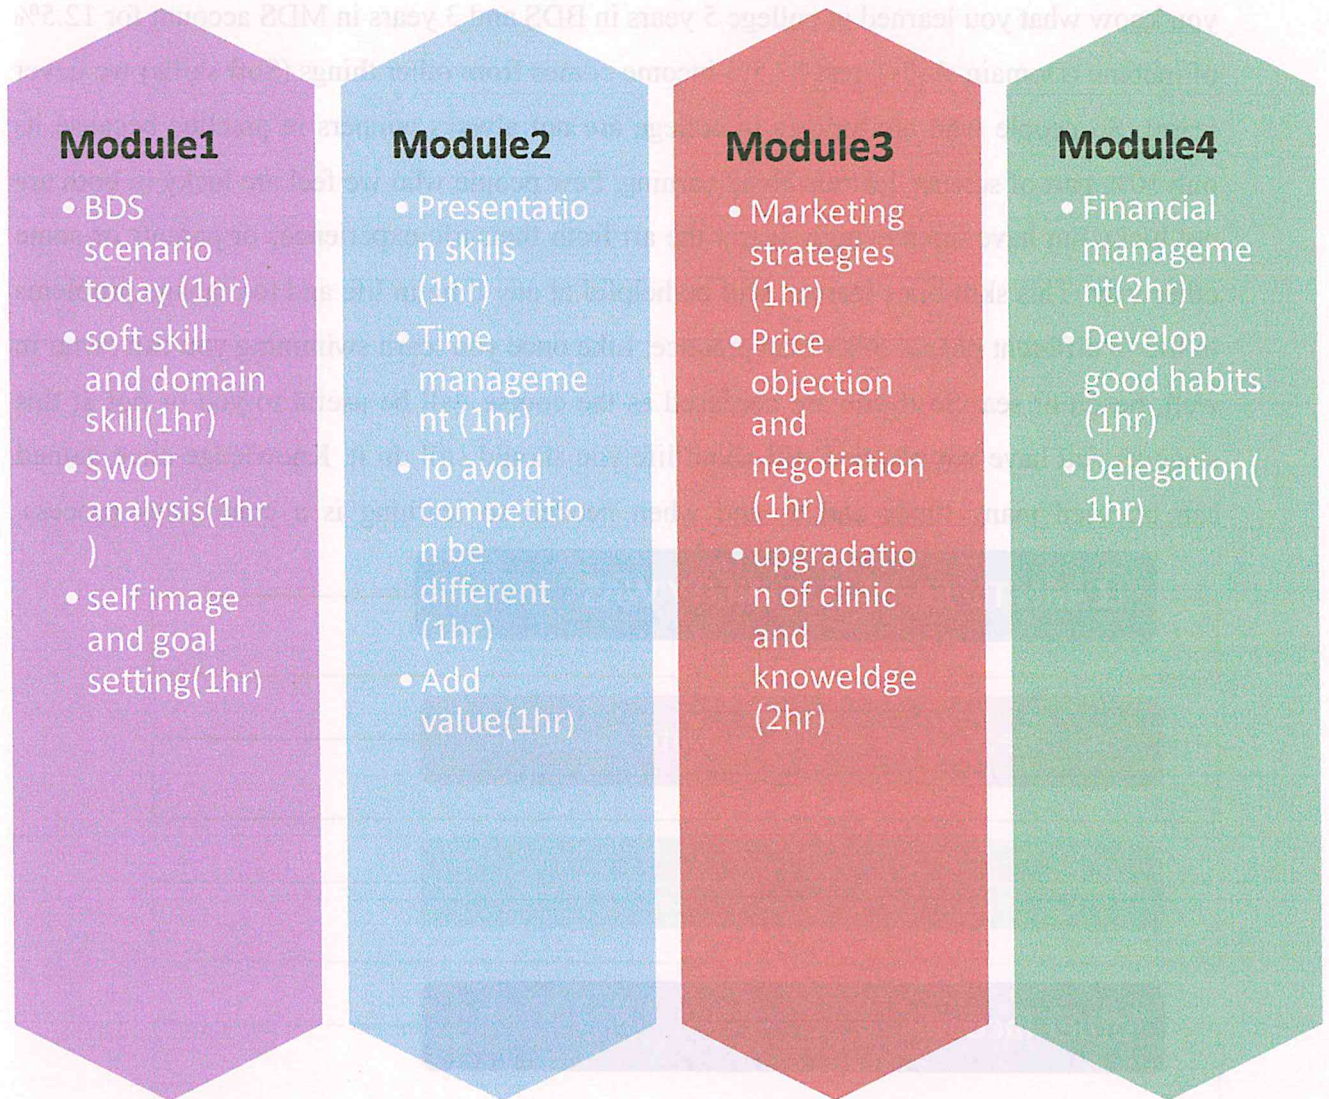 Module1
• BDS
scenario
today (1hr)
• soft skill
and domain
skill(1hr)
• SWOT
analysis(1hr
)
• self image
and goal
setting(1hr)
Module2
• Presentatio
n skills
(1hr)
• Time
manageme
nt (1hr)
• To avoid
competitio
n be
different
(1hr)
• Add
value(1hr)
Module3
• Marketing
strategies
(1hr)
• Price
objection
and
negotiation
(1hr)
• upgradatio
n of clinic
and
knoweldge
(2hr)
Module4
• Financial
manageme
nt(2hr)
• Develop
good habits
(1hr)
• Delegation(
1hr)